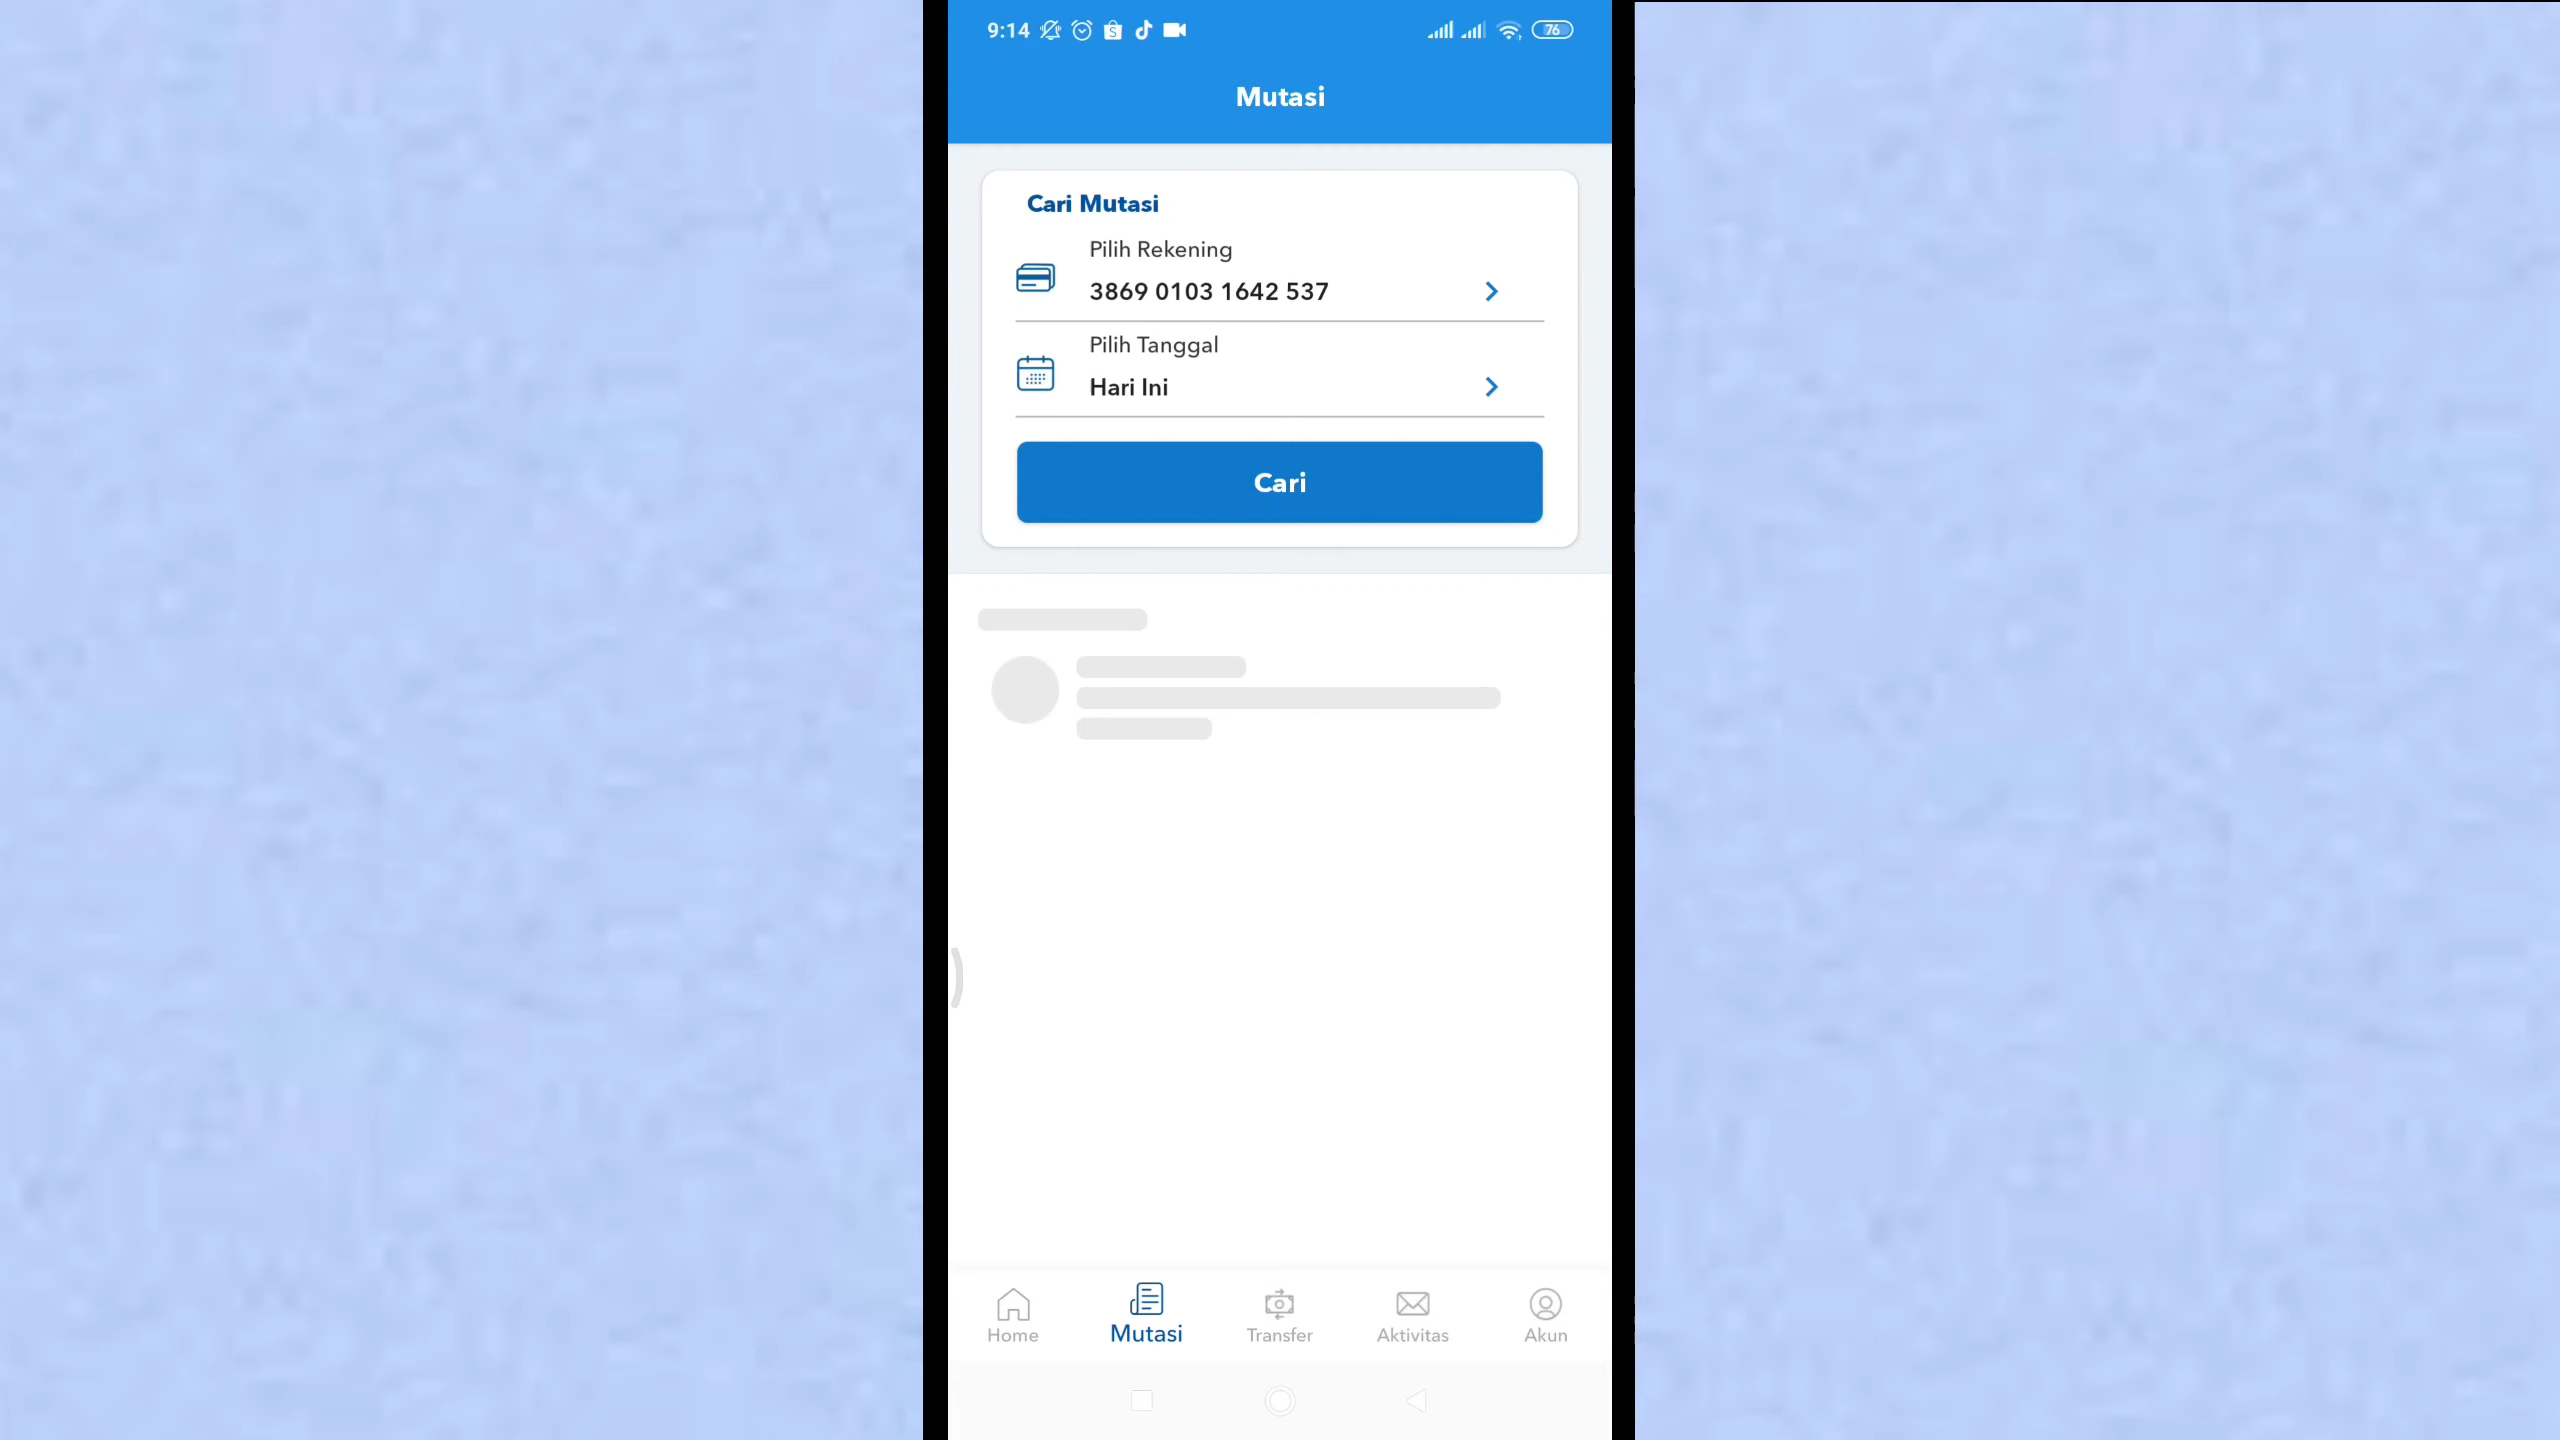 9:14
76
Mutasi
Cari Mutasi
Pilih Rekening
3869 0103 1642 537
Pilih Tanggal
Hari Ini
Cari
Home
Mutasi
Transfer
Aktivitas
Akun